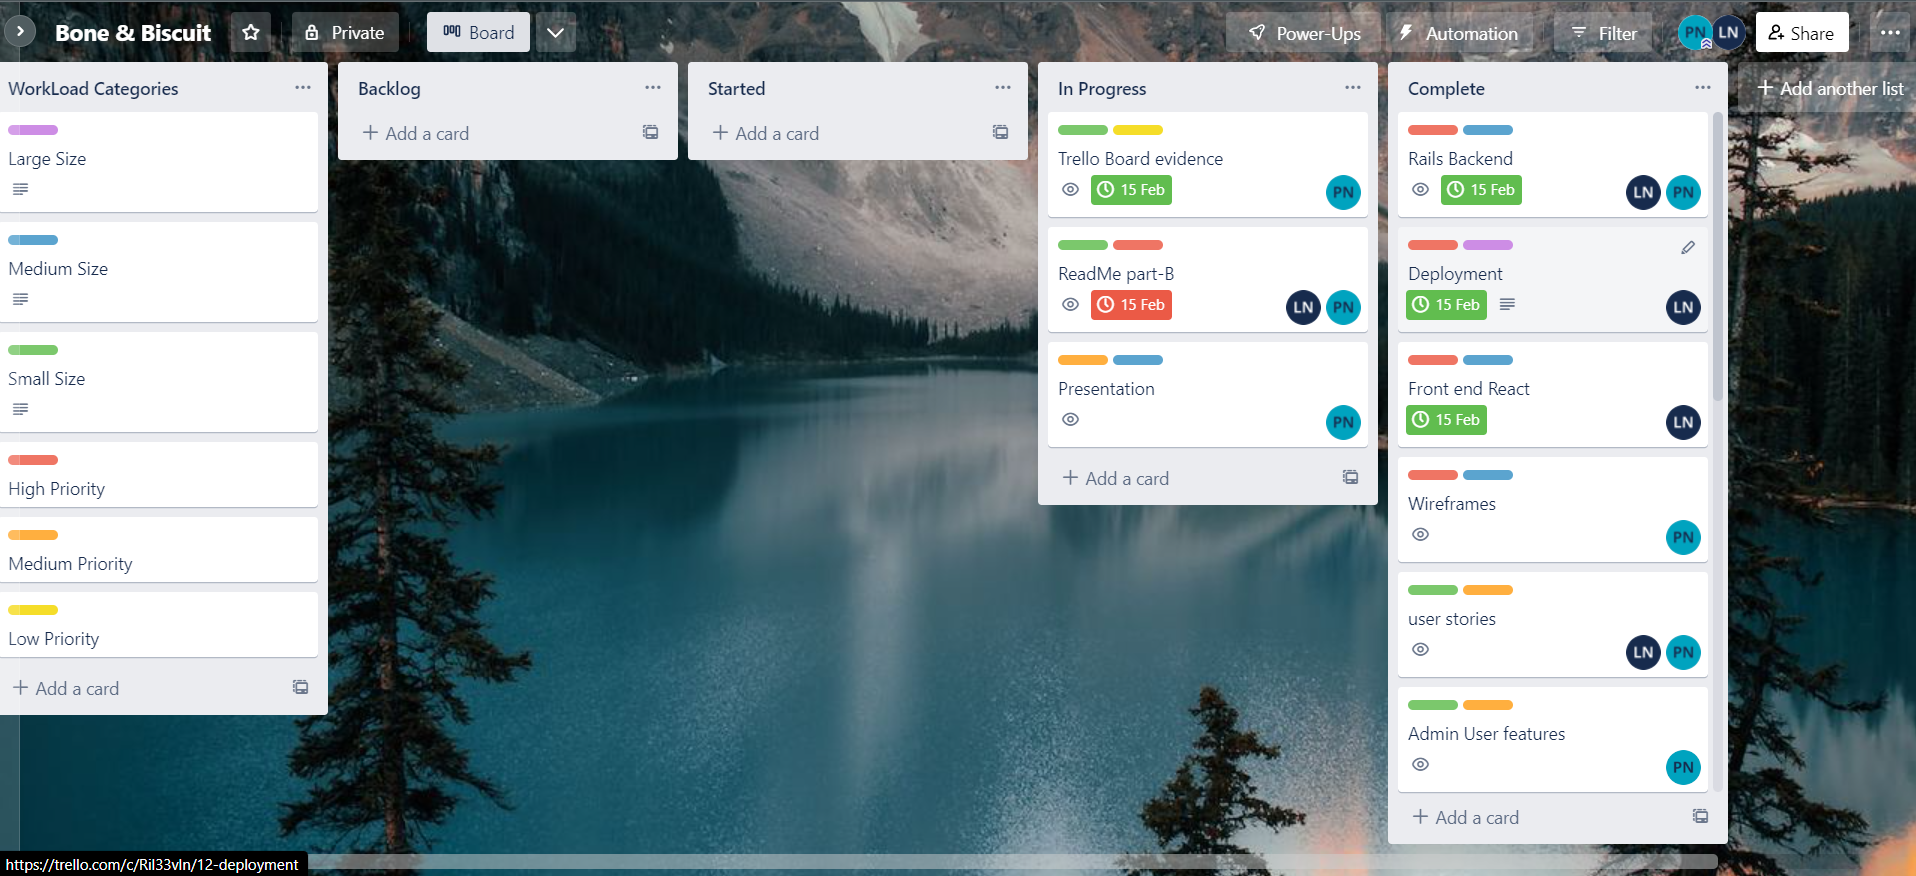 Bone & Biscuit
Private
Board
Power-Ups
Automation
Filter
PN
LN
Share
WorkLoad Categories
Large Size
Medium Size
Small Size
High Priority
Medium Priority
Low Priority
+ Add a card
Backlog
+ Add a card
Started
+ Add a card
In Progress
Trello Board evidence
15 Feb
PN
ReadMe part-B
15 Feb
LN PN
Presentation
PN
+ Add a card
Complete
Rails Backend
15 Feb
LN PN
Deployment
15 Feb
LN
Front end React
15 Feb
LN
Wireframes
PN
user stories
LN PN
Admin User features
PN
+ Add a card
+ Add another list
https://trello.com/c/Ril33vln/12-deployment